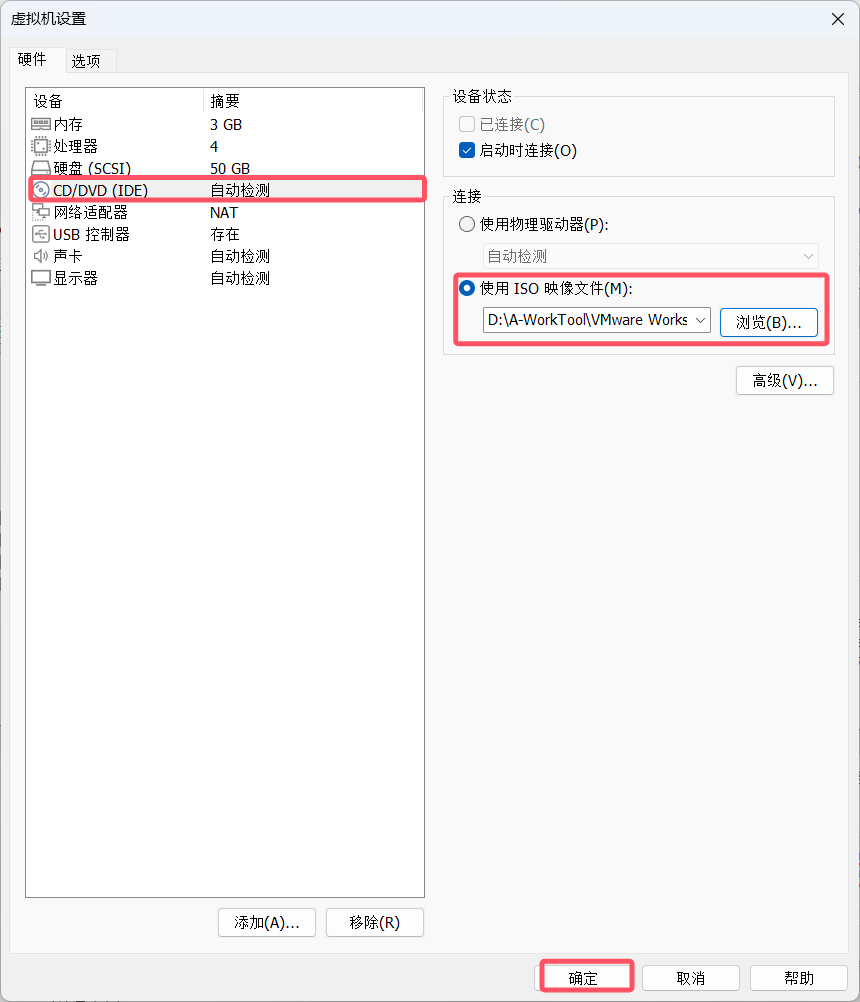 虚拟机设置
硬件 选项
设备 摘要
内存 3 GB
处理器 4
硬盘 (SCSI) 50 GB
CD/DVD (IDE) 自动检测
网络适配器 NAT
USB 控制器 存在
声卡 自动检测
显示器 自动检测
添加(A)... 移除(R)
设备状态
已连接(C)
启动时连接(O)
连接
使用物理驱动器(P):
自动检测
使用 ISO 映像文件(M):
D:\A-WorkTool\VMware Works 浏览(B)...
高级(V)...
确定 取消 帮助